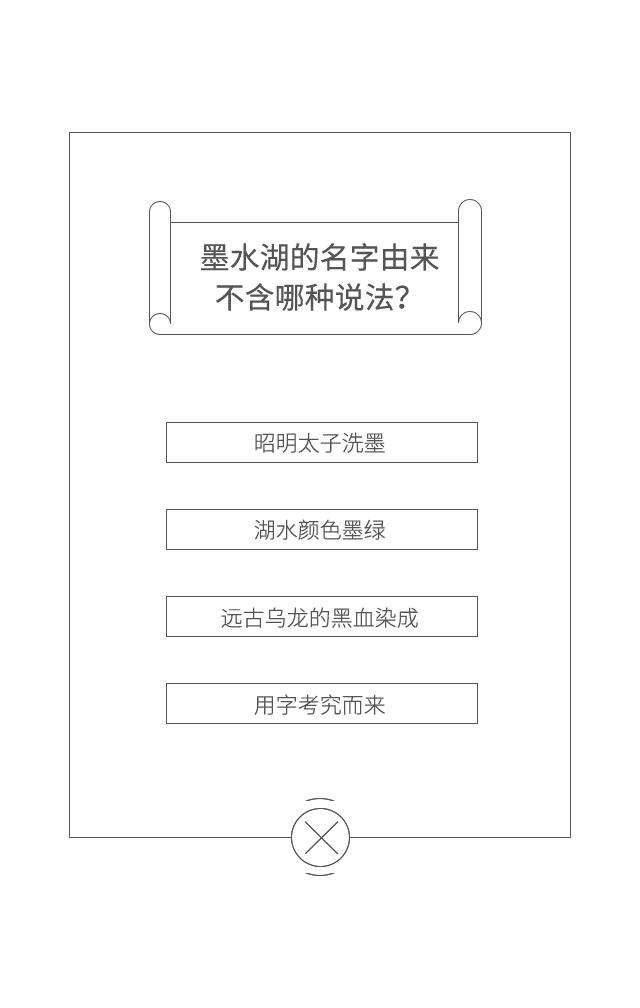 墨水湖的名字由来
不含哪种说法？
昭明太子洗墨
湖水颜色墨绿
远古乌龙的黑血染成
用字考究而来